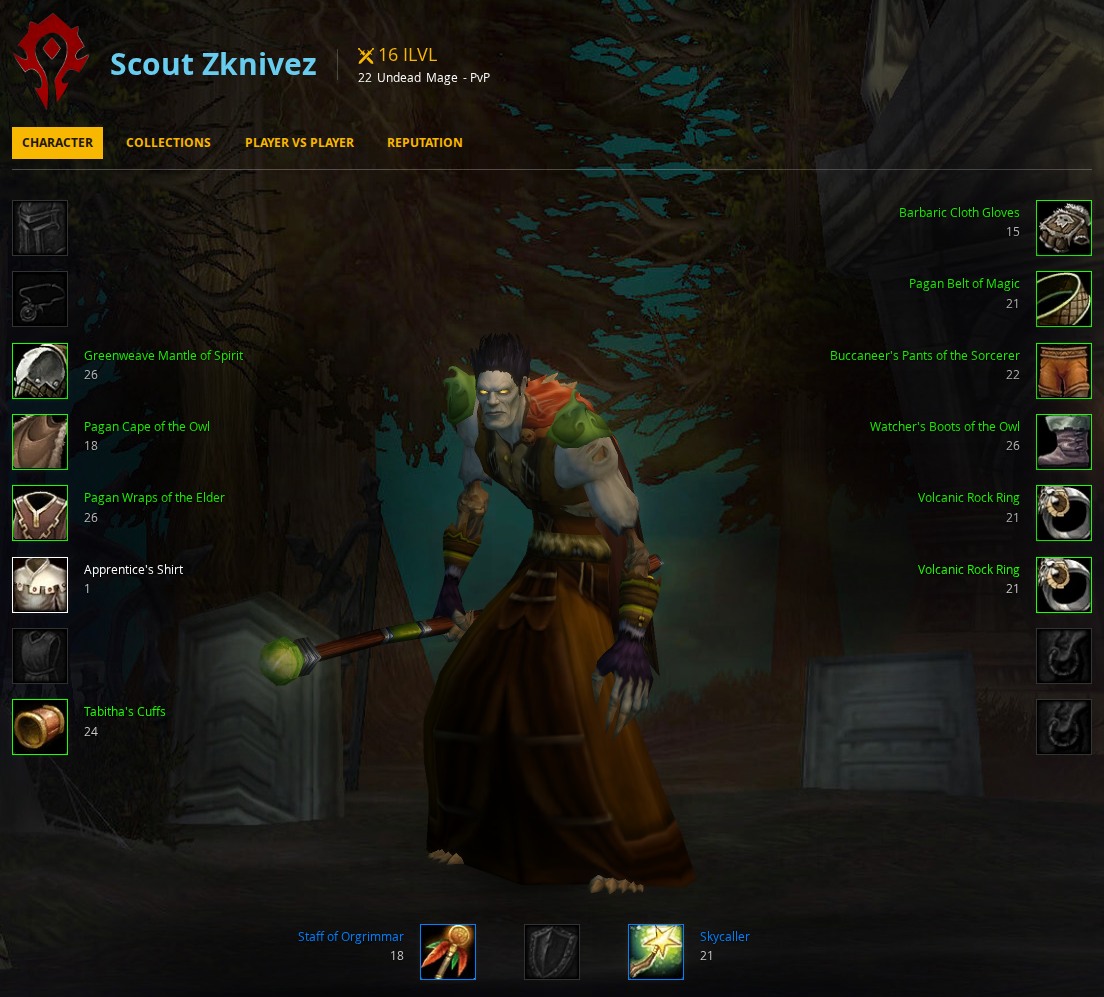 Scout Zknivez
16 ILVL
22 Undead Mage - PvP
CHARACTER
COLLECTIONS
PLAYER VS PLAYER
REPUTATION
Greenweave Mantle of Spirit
26
Pagan Cape of the Owl
18
Pagan Wraps of the Elder
26
Apprentice's Shirt
1
Tabitha's Cuffs
24
Barbaric Cloth Gloves
15
Pagan Belt of Magic
21
Buccaneer's Pants of the Sorcerer
22
Watcher's Boots of the Owl
26
Volcanic Rock Ring
21
Volcanic Rock Ring
21
Staff of Orgrimmar
18
Skycaller
21